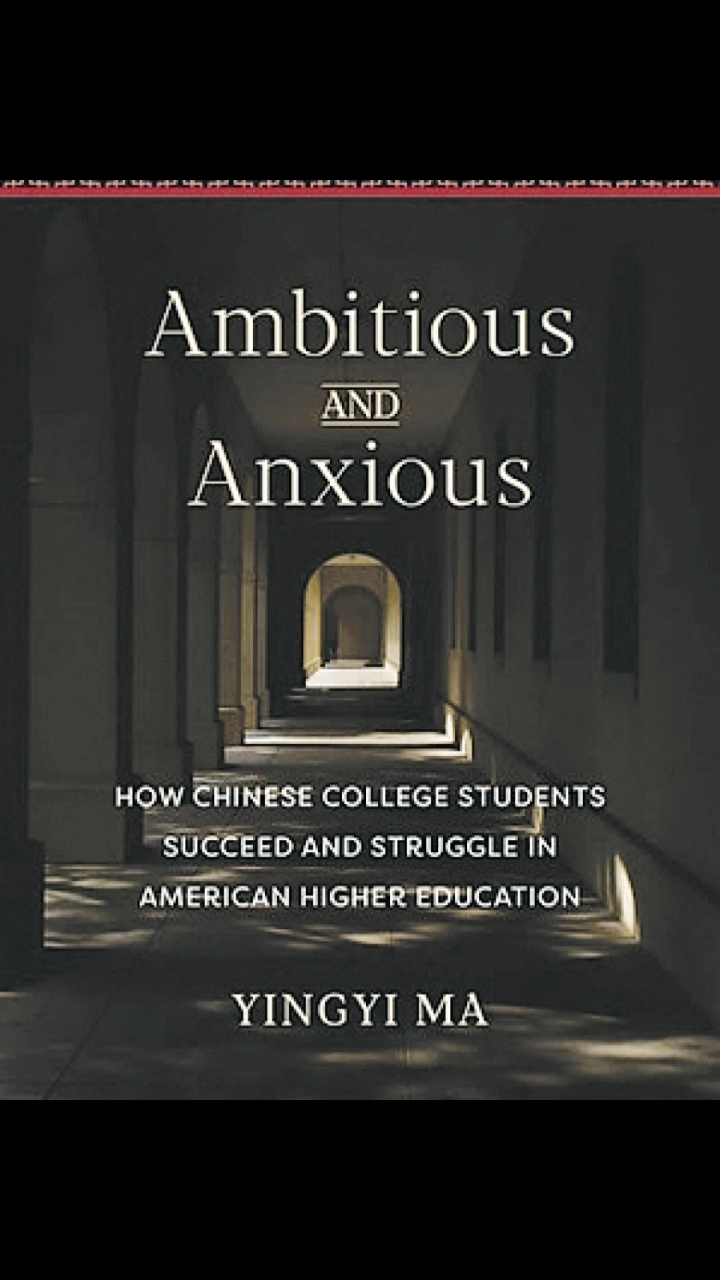 Ambitious
AND
Anxious
HOW CHINESE COLLEGE STUDENTS
SUCCEED AND STRUGGLE IN
AMERICAN HIGHER EDUCATION
YINGYI MA